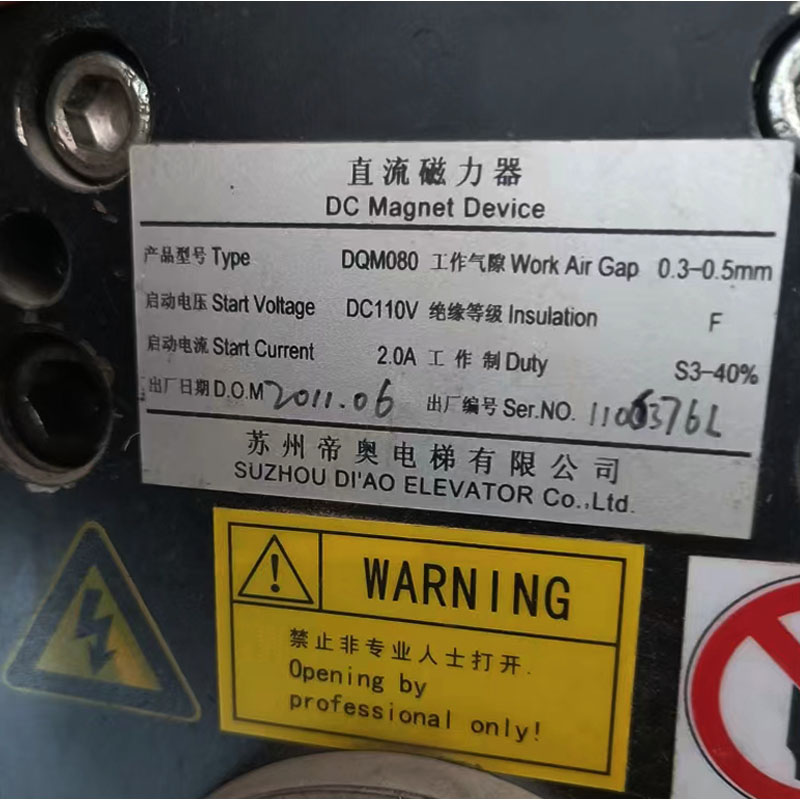 直流磁力器
DC Magnet Device
产品型号 Type DQM080 工作气隙 Work Air Gap 0.3-0.5mm
启动电压 Start Voltage DC110V 绝缘等级 Insulation F
启动电流 Start Current 2.0A 工作制 Duty S3-40%
出厂日期 D.O.M 2011.06 出厂编号 Ser.NO.
苏州帝奥电梯有限公司
SUZHOU DI'AO ELEVATOR Co.,Ltd.
WARNING
禁止非专业人士打开.
Opening by
professional only!